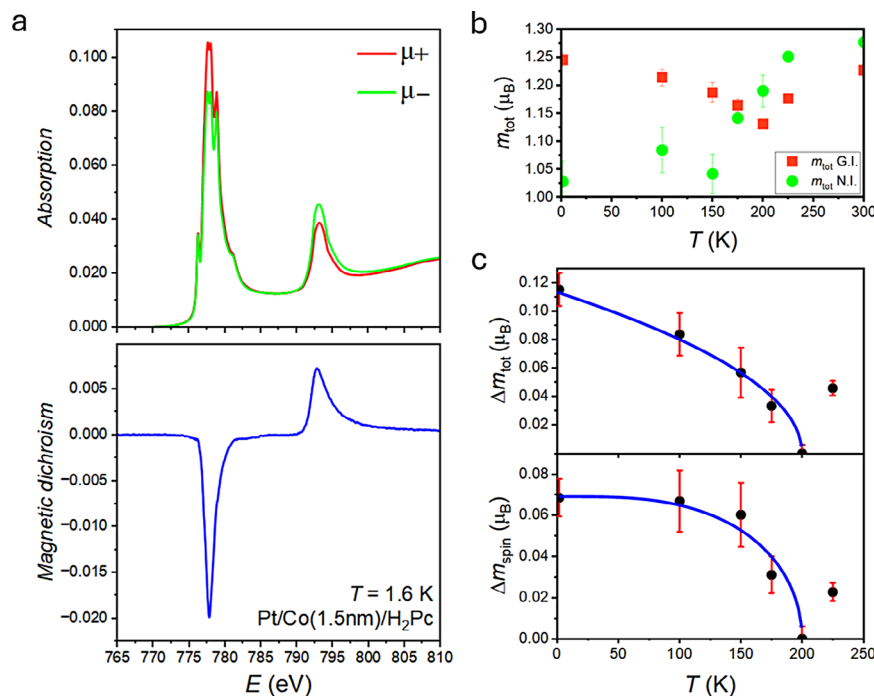 a
μ+
μ−
0.100
0.080
0.060
0.040
0.020
0.000
Absorption
0.005
0.000
−0.005
−0.010
−0.015
−0.020
Magnetic dichroism
T = 1.6 K
Pt/Co(1.5nm)/H₂Pc
765 770 775 780 785 790 795 800 805 810
E (eV)
b
1.30
1.25
1.20
1.15
1.10
1.05
1.00
m_tot (μ_B)
m_tot G.I.
m_tot N.I.
0 50 100 150 200 250 300
T (K)
c
0.12
0.10
0.08
0.06
0.04
0.02
0.00
Δm_tot (μ_B)
0.08
0.06
0.04
0.02
0.00
Δm_spin (μ_B)
0 50 100 150 200 250
T (K)